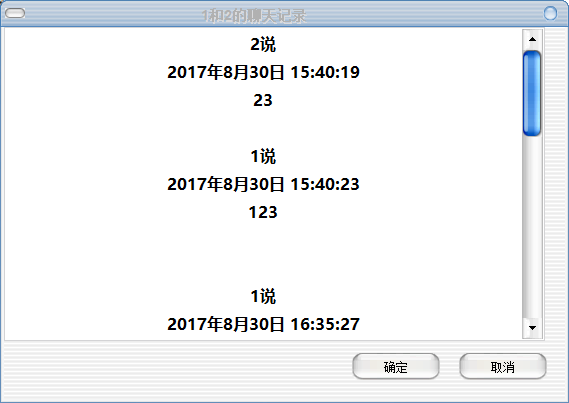 1和2的聊天记录
2说
2017年8月30日 15:40:19
23
1说
2017年8月30日 15:40:23
123
1说
2017年8月30日 16:35:27
确定
取消